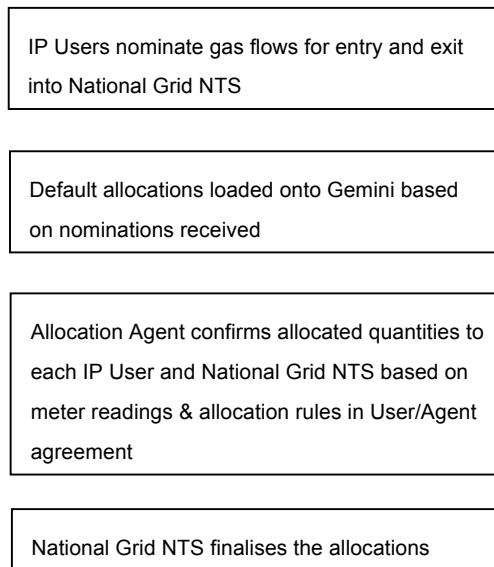 IP Users nominate gas flows for entry and exit
into National Grid NTS
Default allocations loaded onto Gemini based
on nominations received
Allocation Agent confirms allocated quantities to
each IP User and National Grid NTS based on
meter readings & allocation rules in User/Agent
agreement
National Grid NTS finalises the allocations